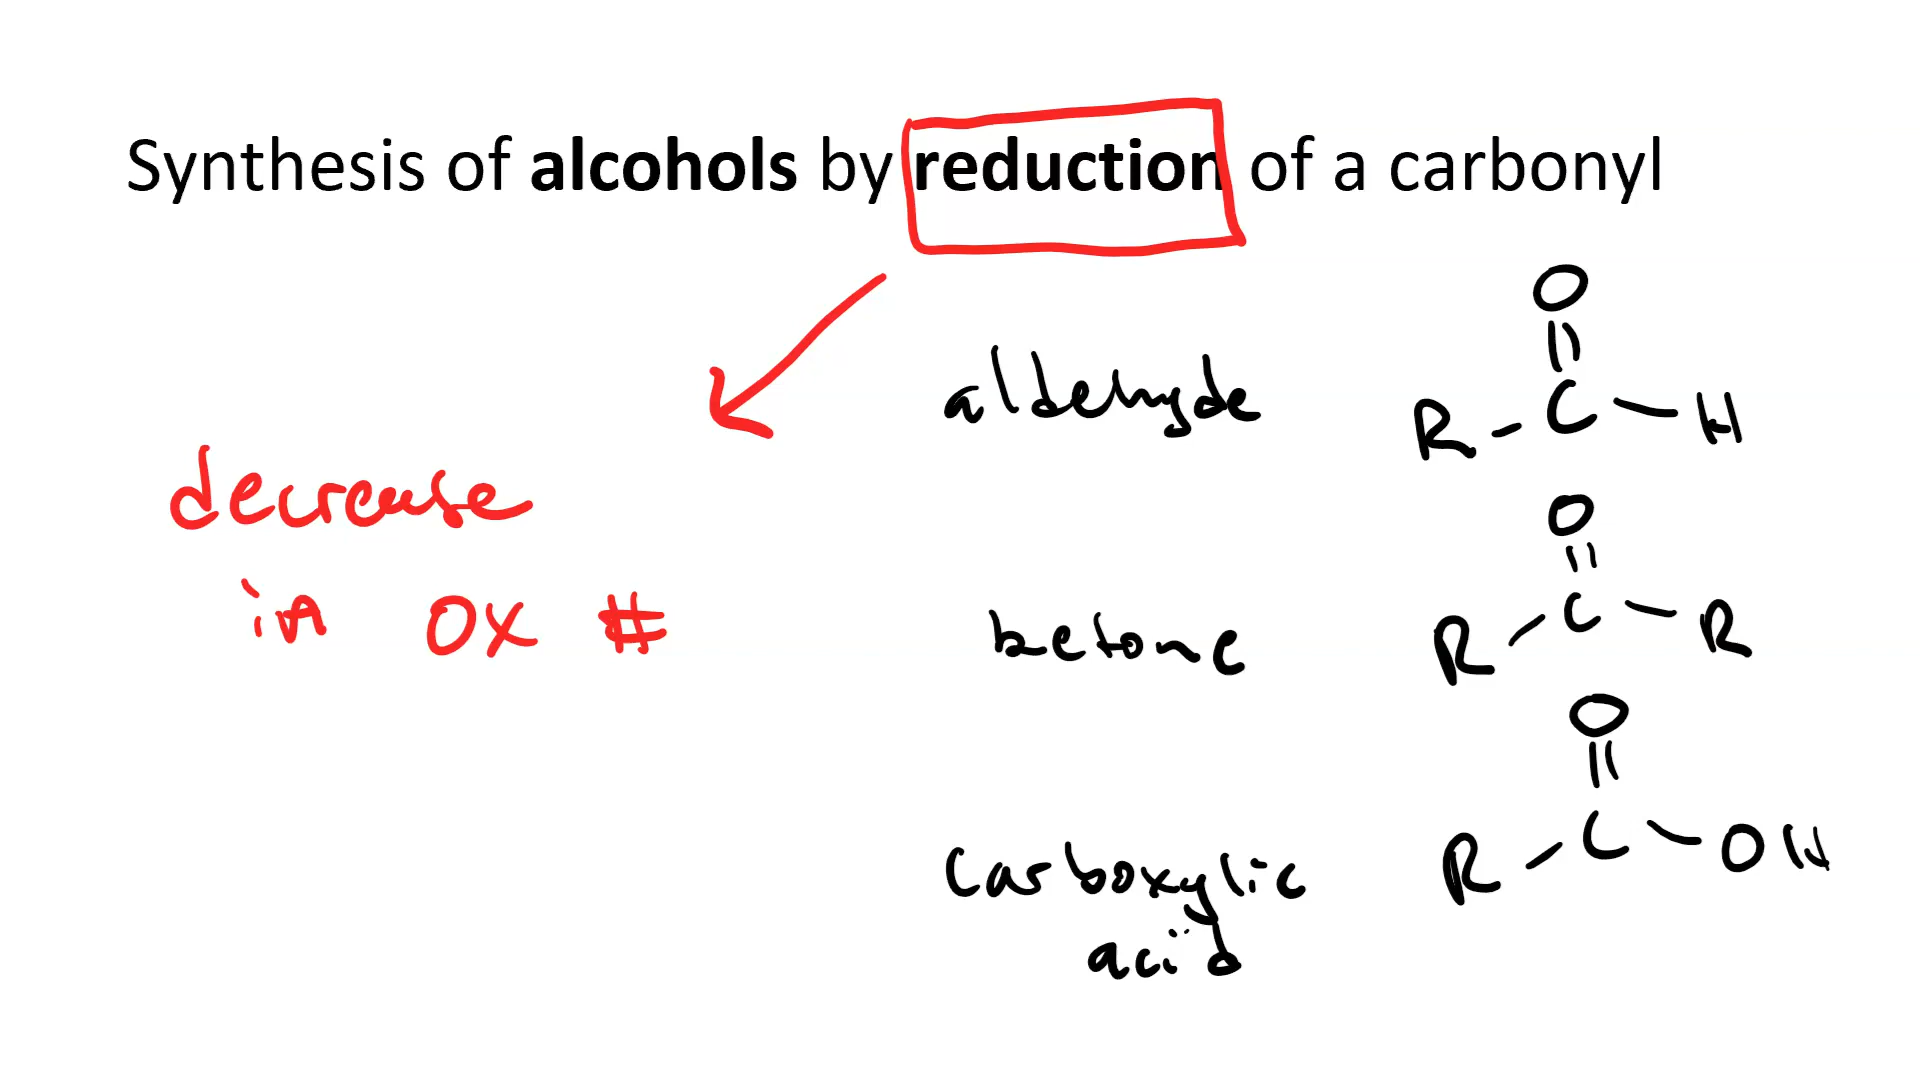 Synthesis of alcohols by reduction of a carbonyl
decrease
in OX #
aldehyde
O
R - C - H
ketone
O
R - C - R
carboxylic
acid
O
R - C - OH